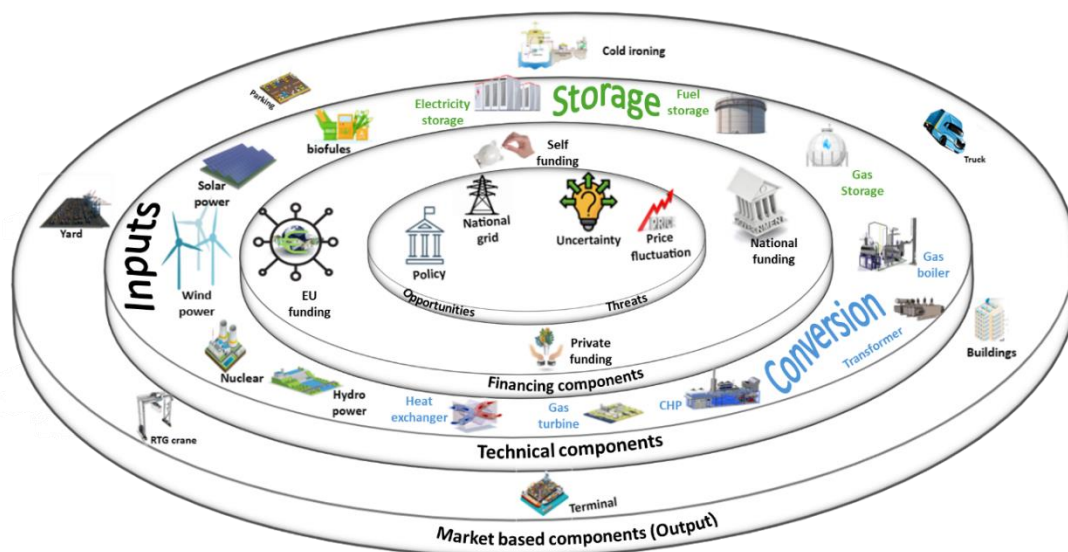 Cold ironing
Parking
Electricity
storage
Storage
Fuel
storage
biofules
Self
funding
Truck
Gas
Storage
Solar
power
Yard
Inputs
National
grid
Uncertainty
Price
fluctuation
PRICE
GOVERNMENT
National
funding
Policy
Gas
boiler
Wind
power
EU
funding
Opportunities
Threats
Conversion
Transformer
Buildings
Private
funding
Nuclear
Hydro
power
Financing components
Heat
exchanger
Gas
turbine
CHP
RTG crane
Technical components
Terminal
Market based components (Output)